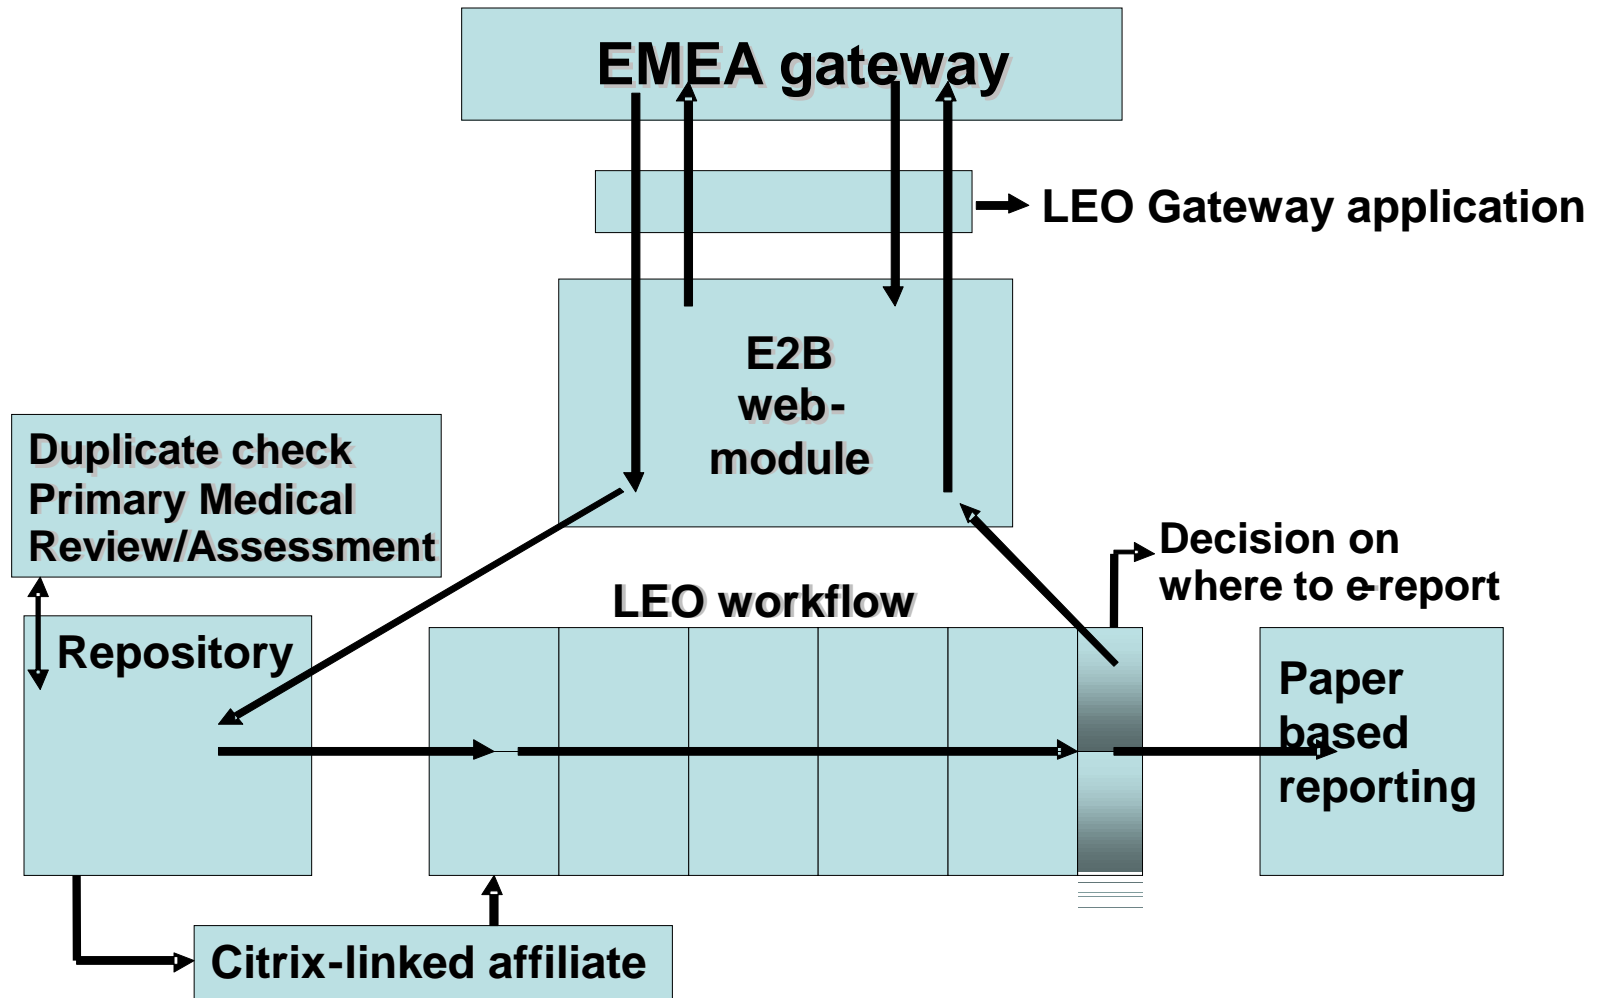 EMEA gateway
LEO Gateway application
E2B
web-
module
Duplicate check
Primary Medical
Review/Assessment
Decision on
where to e-report
LEO workflow
Repository
Paper
based
reporting
Citrix-linked affiliate